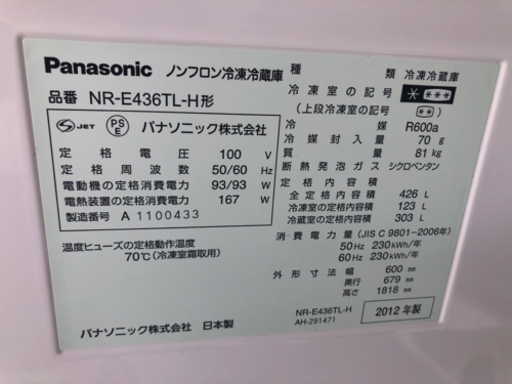 Panasonic ノンフロン冷凍冷蔵庫
品番 NR-E436TL-H形
S JET PS E パナソニック株式会社
定格電圧 100 V
定格周波数 50/60 Hz
電動機の定格消費電力 93/93 W
電熱装置の定格消費電力 167 W
製造番号 A 1100433
温度ヒューズの定格動作温度
70℃(冷凍室霜取用)
パナソニック株式会社 日本製
種類 冷凍冷蔵庫
冷凍室の記号 * ***
(上段冷凍室の記号 **)
冷媒 R600a
冷媒封入量 70 g
質量 81 kg
断熱発泡ガス シクロペンタン
定格内容積
全定格内容積 426 L
冷凍室の定格内容積 123 L
冷蔵室の定格内容積 303 L
消費電力量(JIS C 9801-2006年)
50Hz 230 kWh/年
60Hz 230 kWh/年
外形寸法 幅 600 mm
奥行 679 mm
高さ 1818 mm
NR-E436TL-H
AH-291471
2012年製